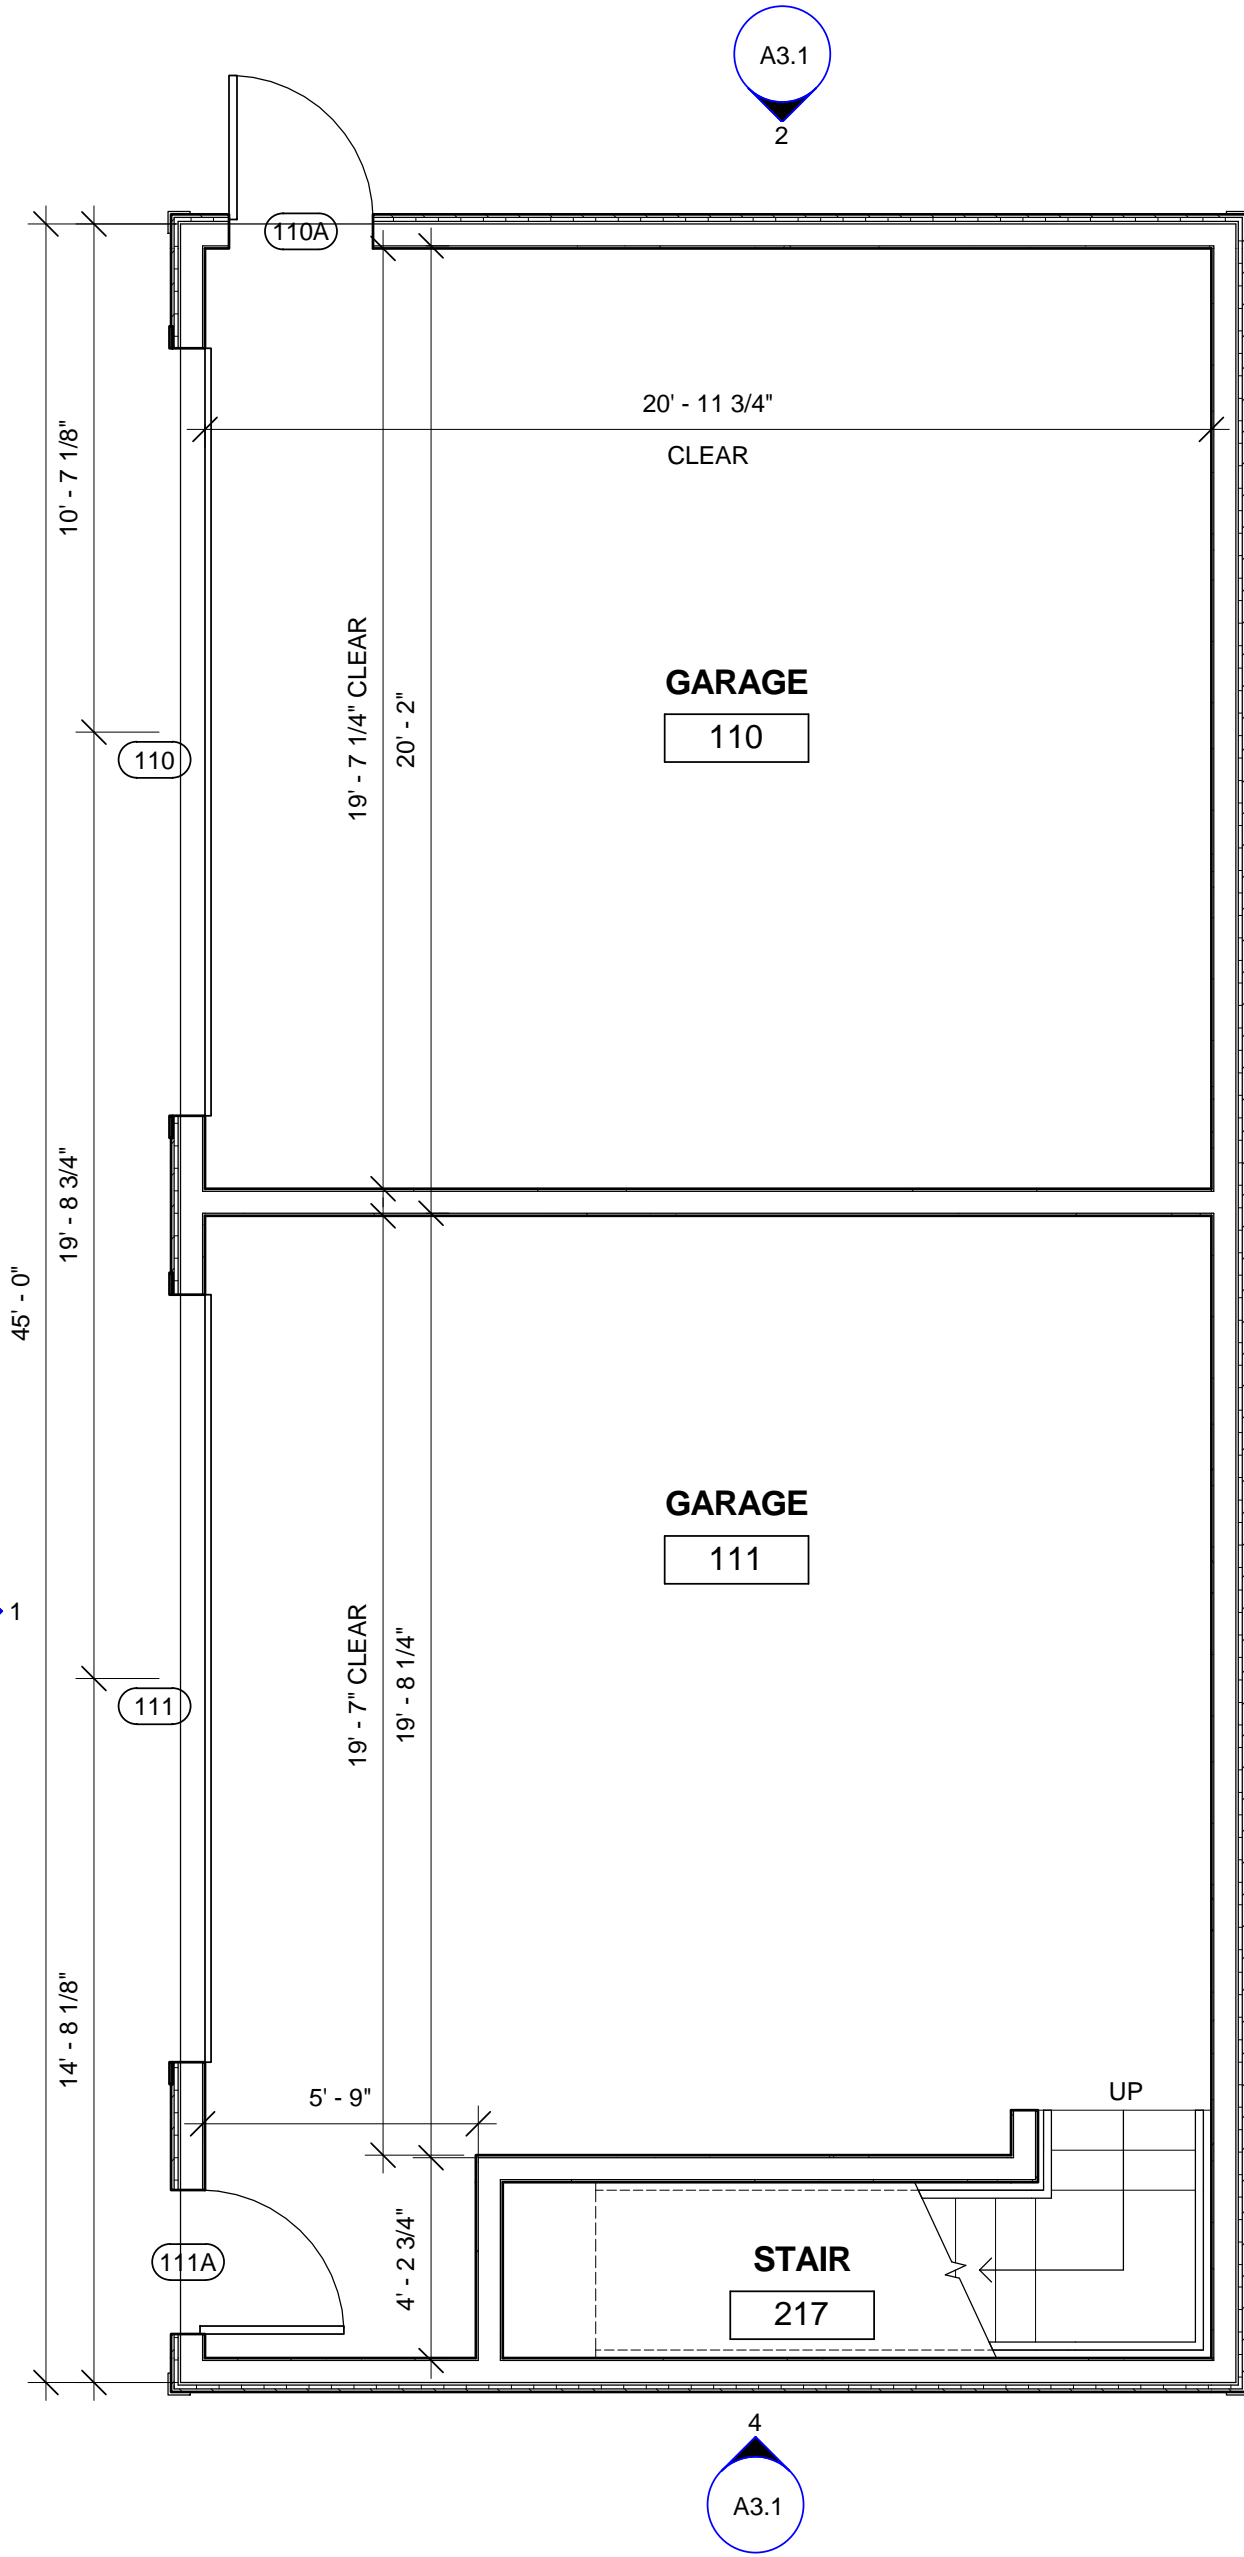 A3.1
2
110A
20' - 11 3/4"
CLEAR
10' - 7 1/8"
19' - 7 1/4" CLEAR
20' - 2"
GARAGE
110
110
19' - 8 3/4"
45' - 0"
GARAGE
111
1
19' - 7" CLEAR
19' - 8 1/4"
111
14' - 8 1/8"
5' - 9"
UP
111A
4' - 2 3/4"
STAIR
217
4
A3.1